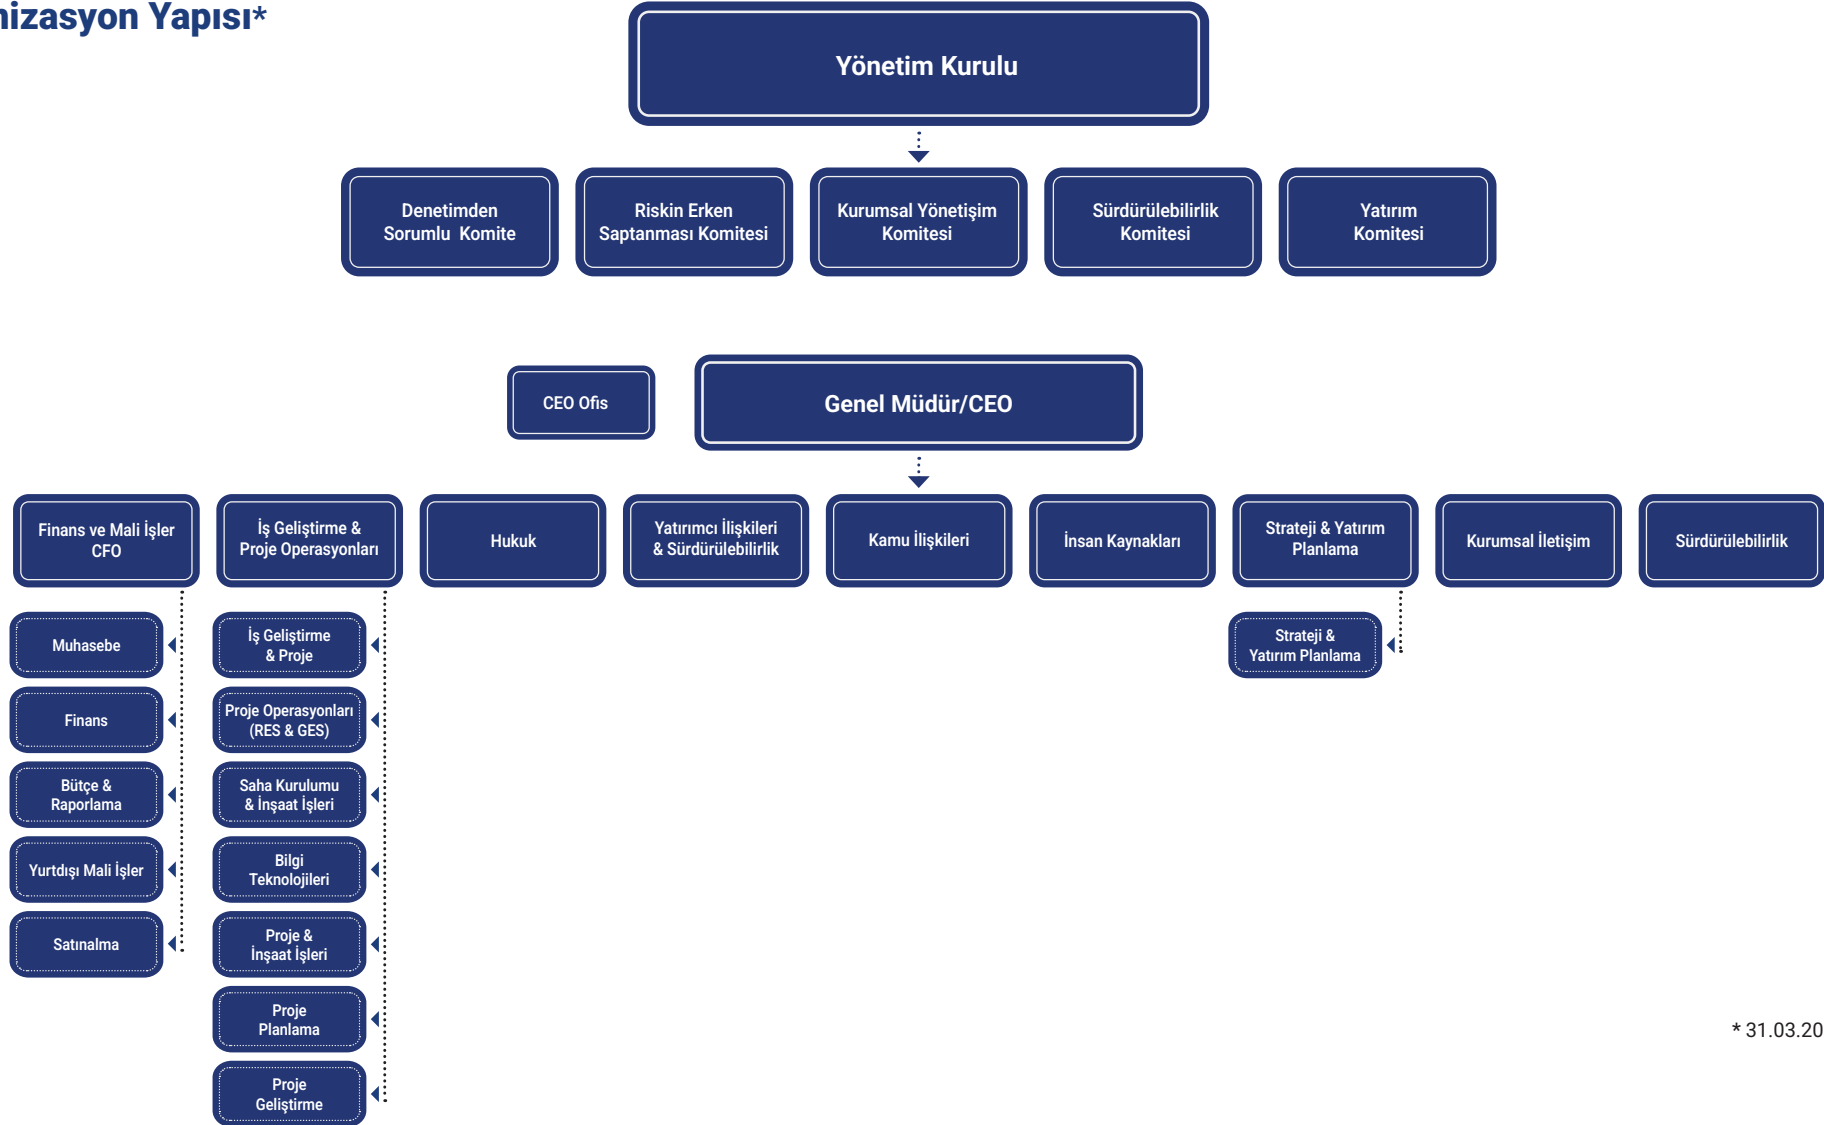 nizasyon Yapısı*
Yönetim Kurulu
Denetimden
Sorumlu Komite
Riskin Erken
Saptanması Komitesi
Kurumsal Yönetişim
Komitesi
Sürdürülebilirlik
Komitesi
Yatırım
Komitesi
CEO Ofis
Genel Müdür/CEO
Finans ve Mali İşler
CFO
İş Geliştirme &
Proje Operasyonları
Hukuk
Yatırımcı İlişkileri
& Sürdürülebilirlik
Kamu İlişkileri
İnsan Kaynakları
Strateji & Yatırım
Planlama
Kurumsal İletişim
Sürdürülebilirlik
Muhasebe
Finans
Bütçe &
Raporlama
Yurtdışı Mali İşler
Satınalma
İş Geliştirme
& Proje
Proje Operasyonları
(RES & GES)
Saha Kurulumu
& İnşaat İşleri
Bilgi
Teknolojileri
Proje &
İnşaat İşleri
Proje
Planlama
Proje
Geliştirme
Strateji &
Yatırım Planlama
* 31.03.20